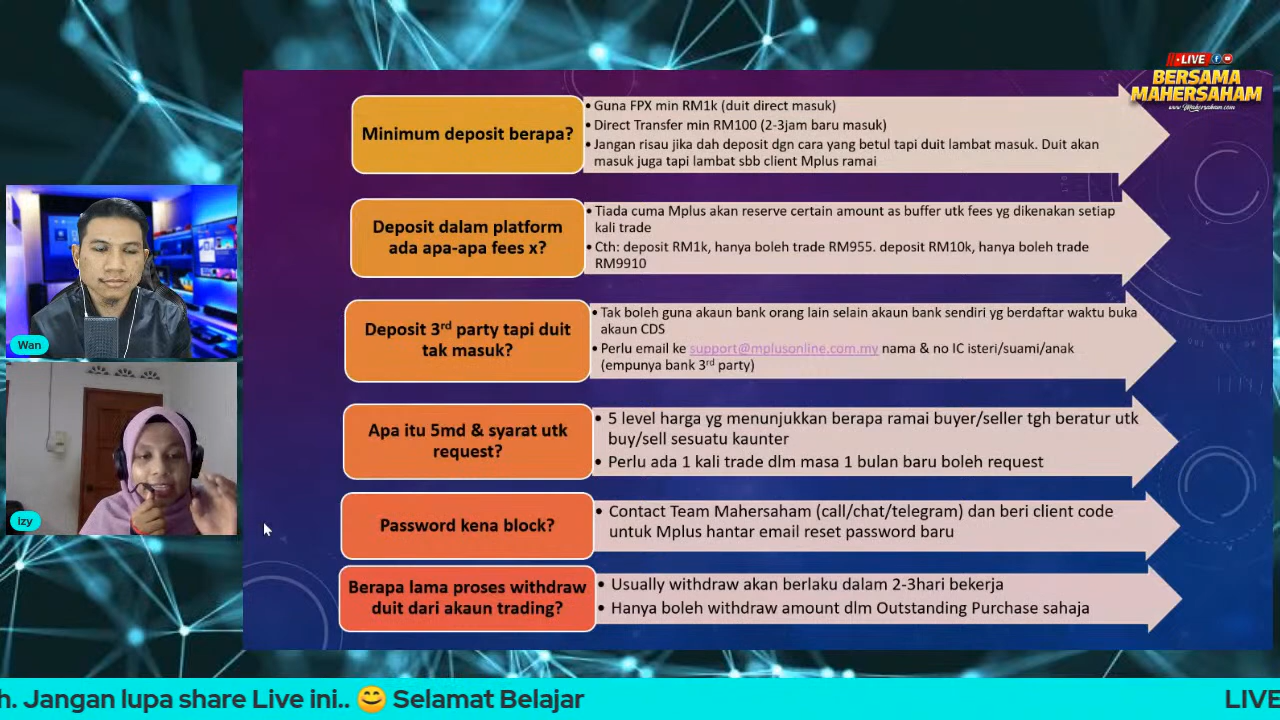 LIVE
BERSAMA
MAHERSAHAM
www.Mahersaham.com
Minimum deposit berapa?
• Guna FPX min RM1k (duit direct masuk)
• Direct Transfer min RM100 (2-3jam baru masuk)
• Jangan risau jika dah deposit dgn cara yang betul tapi duit lambat masuk. Duit akan
masuk juga tapi lambat sbb client Mplus ramai
Deposit dalam platform
ada apa-apa fees x?
• Tiada cuma Mplus akan reserve certain amount as buffer utk fees yg dikenakan setiap
kali trade
• Cth: deposit RM1k, hanya boleh trade RM955. deposit RM10k, hanya boleh trade
RM9910
Deposit 3rd party tapi duit
tak masuk?
• Tak boleh guna akaun bank orang lain selain akaun bank sendiri yg berdaftar waktu buka
akaun CDS
• Perlu email ke support@mplusonline.com.my nama & no IC isteri/suami/anak
(empunya bank 3rd party)
Apa itu 5md & syarat utk
request?
• 5 level harga yg menunjukkan berapa ramai buyer/seller tgh beratur utk
buy/sell sesuatu kaunter
• Perlu ada 1 kali trade dlm masa 1 bulan baru boleh request
Password kena block?
• Contact Team Mahersaham (call/chat/telegram) dan beri client code
untuk Mplus hantar email reset password baru
Berapa lama proses withdraw
duit dari akaun trading?
• Usually withdraw akan berlaku dalam 2-3hari bekerja
• Hanya boleh withdraw amount dlm Outstanding Purchase sahaja
Wan
Izy
h. Jangan lupa share Live ini.. 😊 Selamat Belajar
LIVE